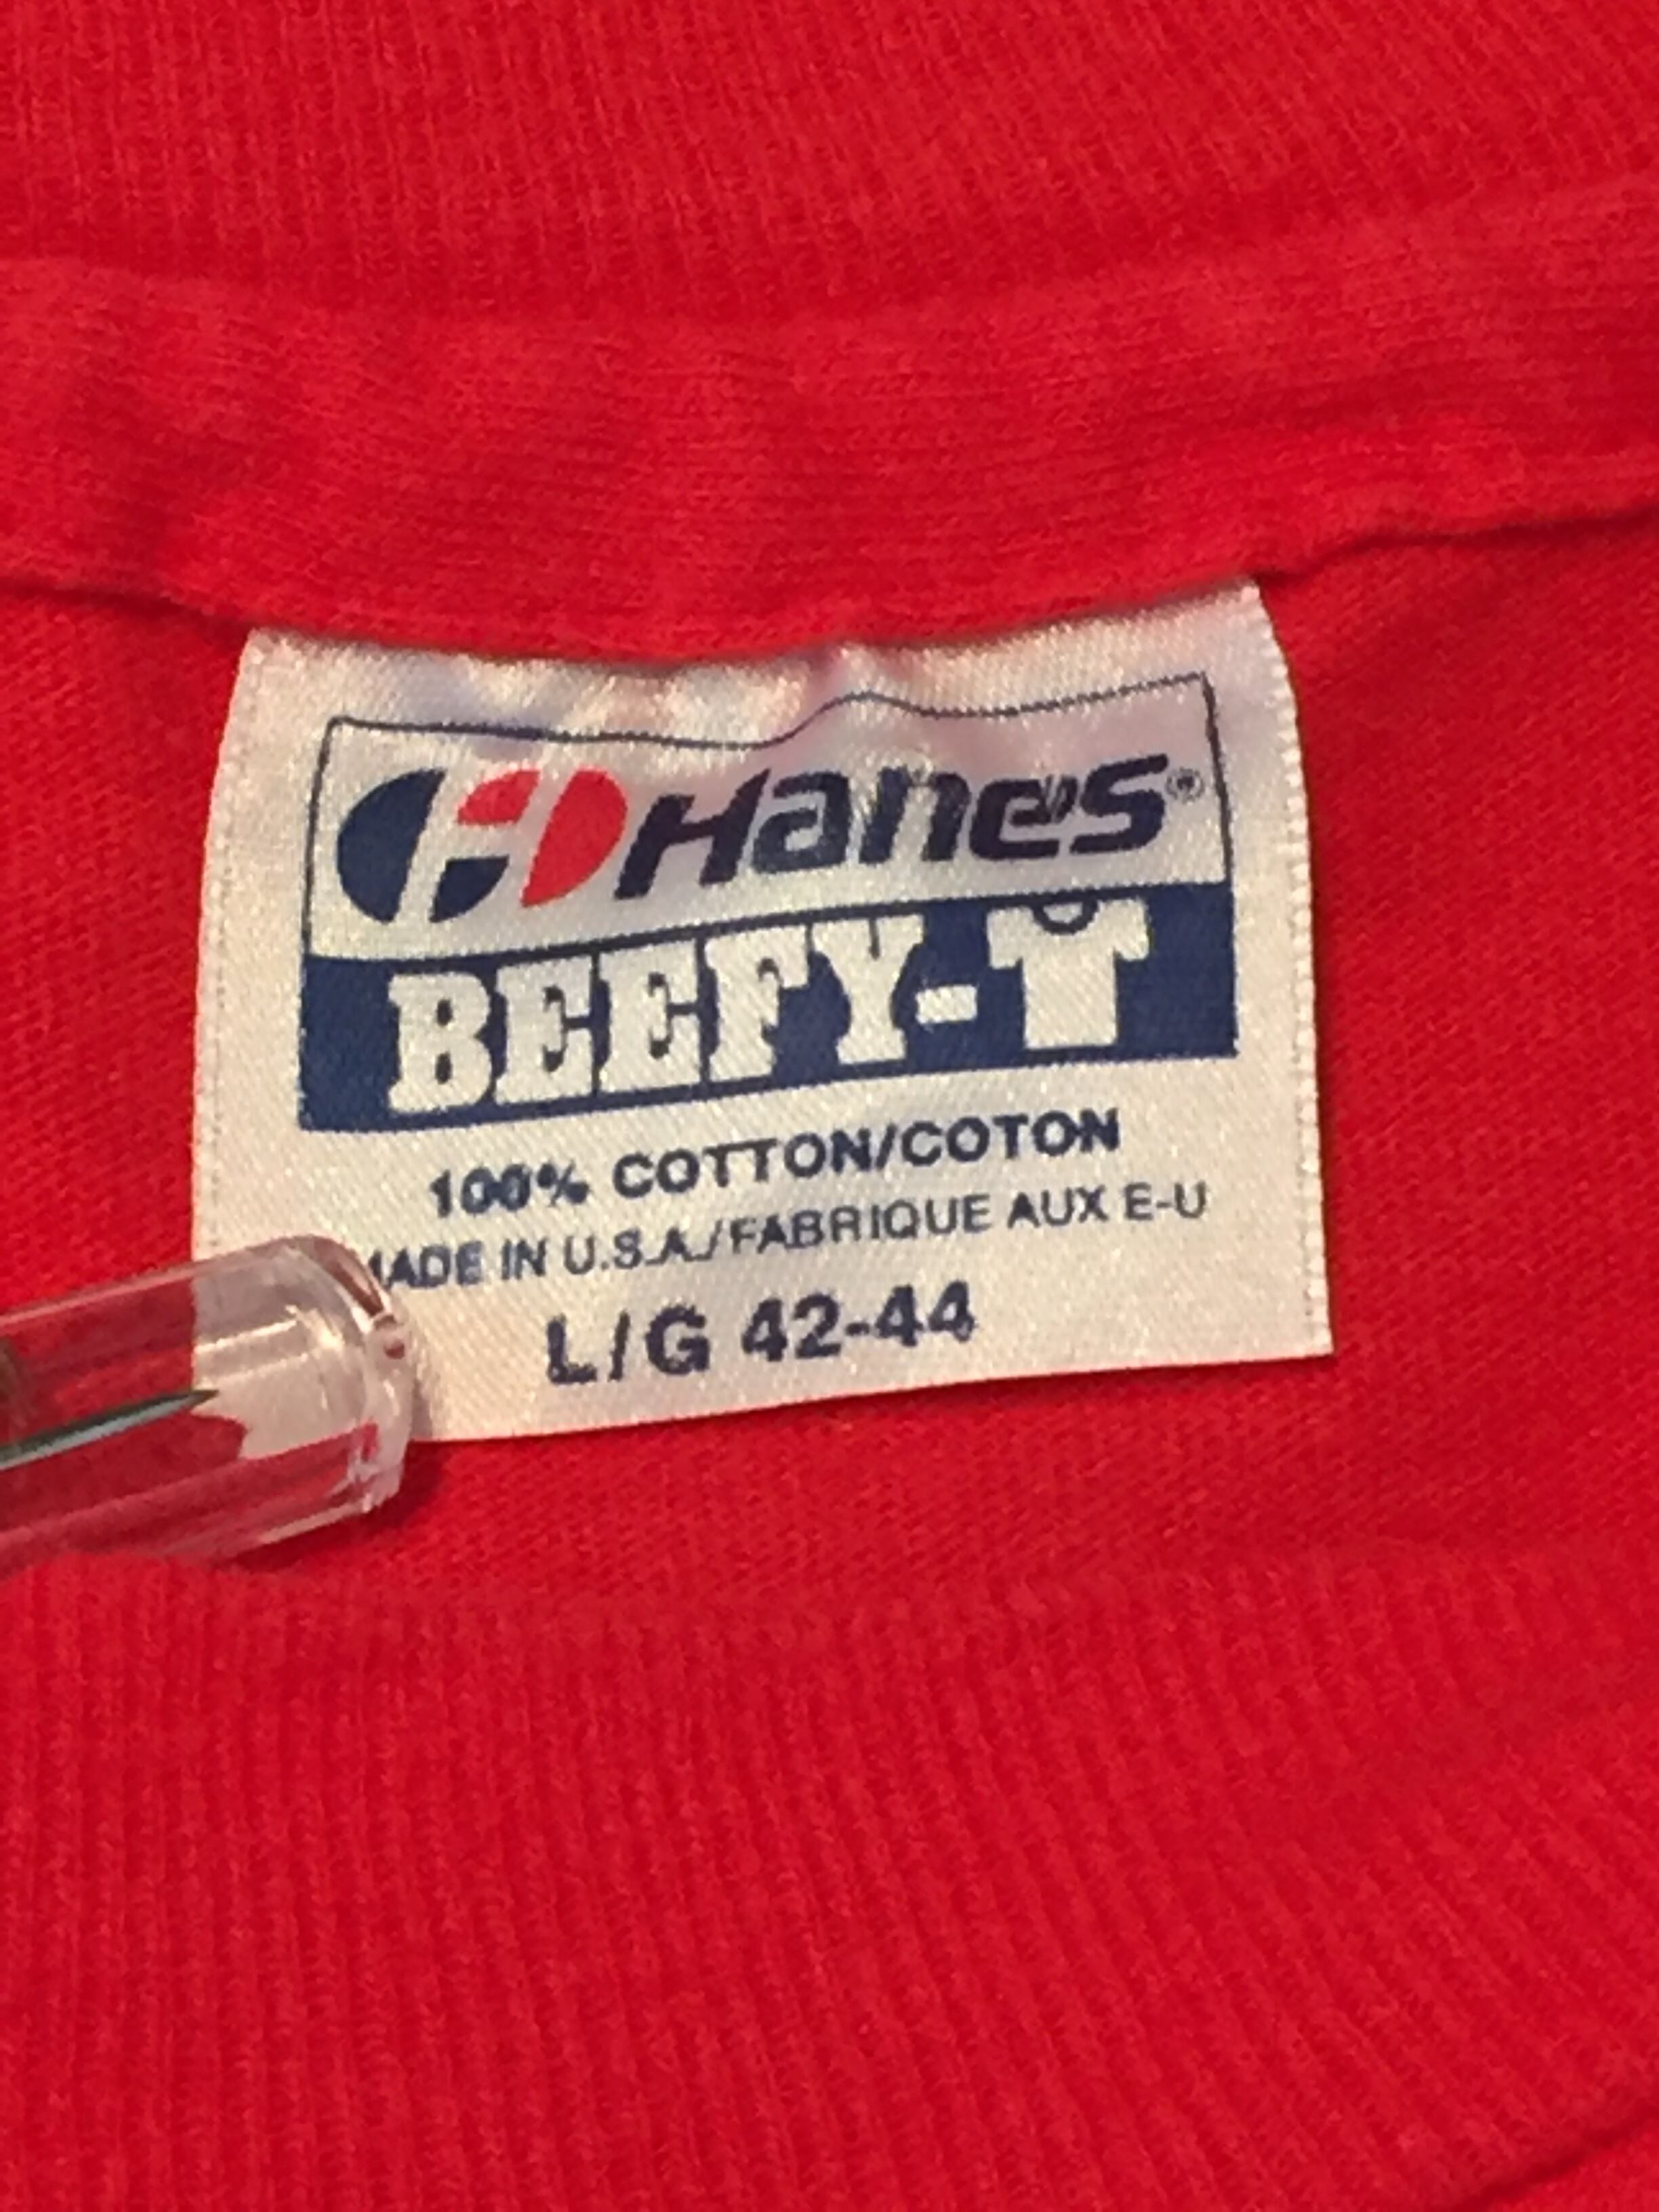 Hanes®
BEEFY-T
100% COTTON/COTON
MADE IN U.S.A./FABRIQUE AUX E-U
L/G 42-44